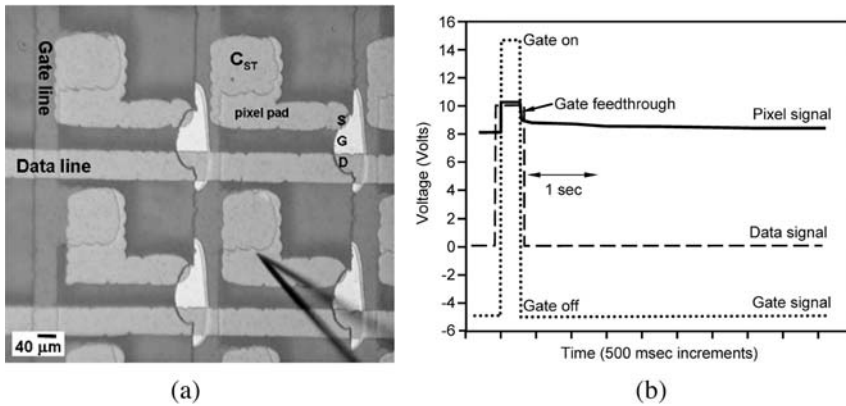 Gate line
C_ST
pixel pad
S
G
D
Data line
40 μm
(a)
Voltage (Volts)
16
14
12
10
8
6
4
2
0
-2
-4
-6
Gate on
Gate feedthrough
Pixel signal
1 sec
Data signal
Gate off
Gate signal
Time (500 msec increments)
(b)